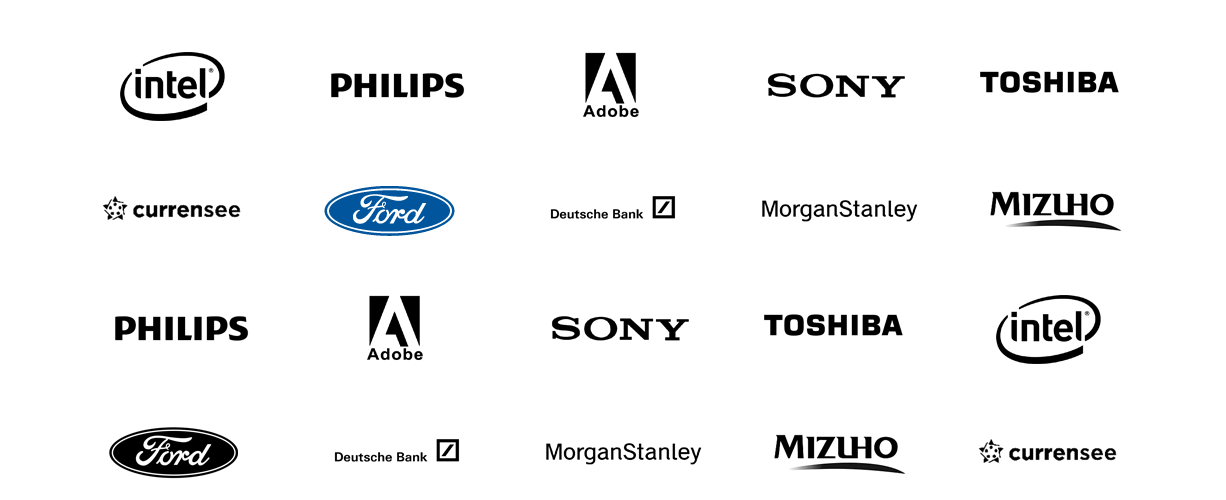 intel®
PHILIPS
Adobe
SONY
TOSHIBA
currensee
Ford
Deutsche Bank
MorganStanley
MIZUHO
PHILIPS
Adobe
SONY
TOSHIBA
intel®
Ford
Deutsche Bank
MorganStanley
MIZUHO
currensee